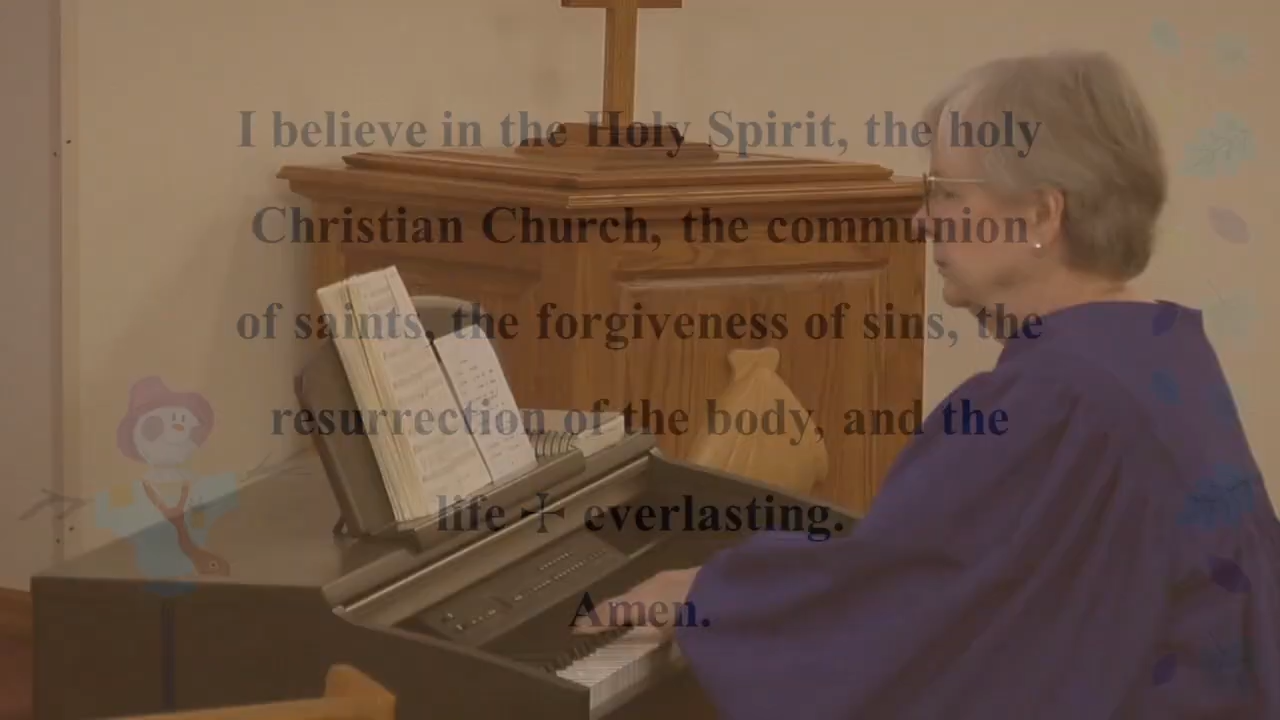 I believe in the Holy Spirit, the holy
Christian Church, the communion
of saints, the forgiveness of sins, the
resurrection of the body, and the
life ☩ everlasting.
Amen.